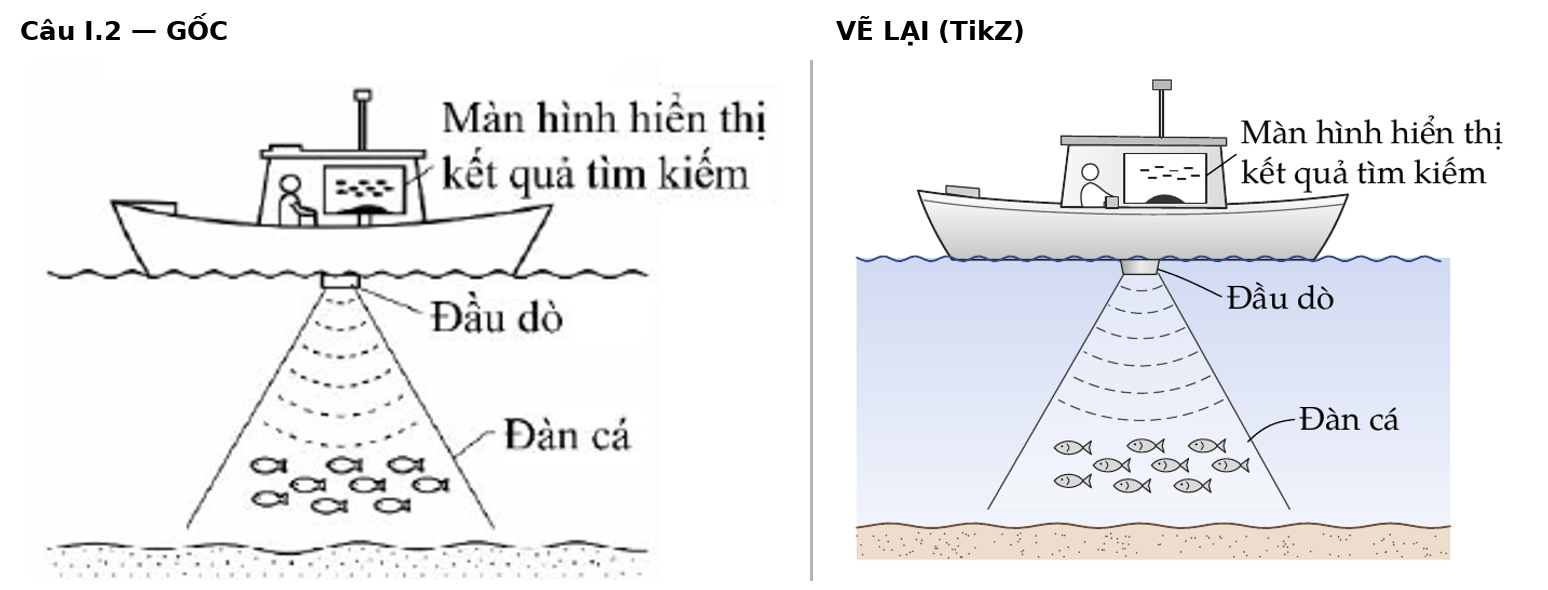 Câu I.2 — GỐC
Màn hình hiển thị
kết quả tìm kiếm
Đầu dò
Đàn cá
VẼ LẠI (TikZ)
Màn hình hiển thị
kết quả tìm kiếm
Đầu dò
Đàn cá